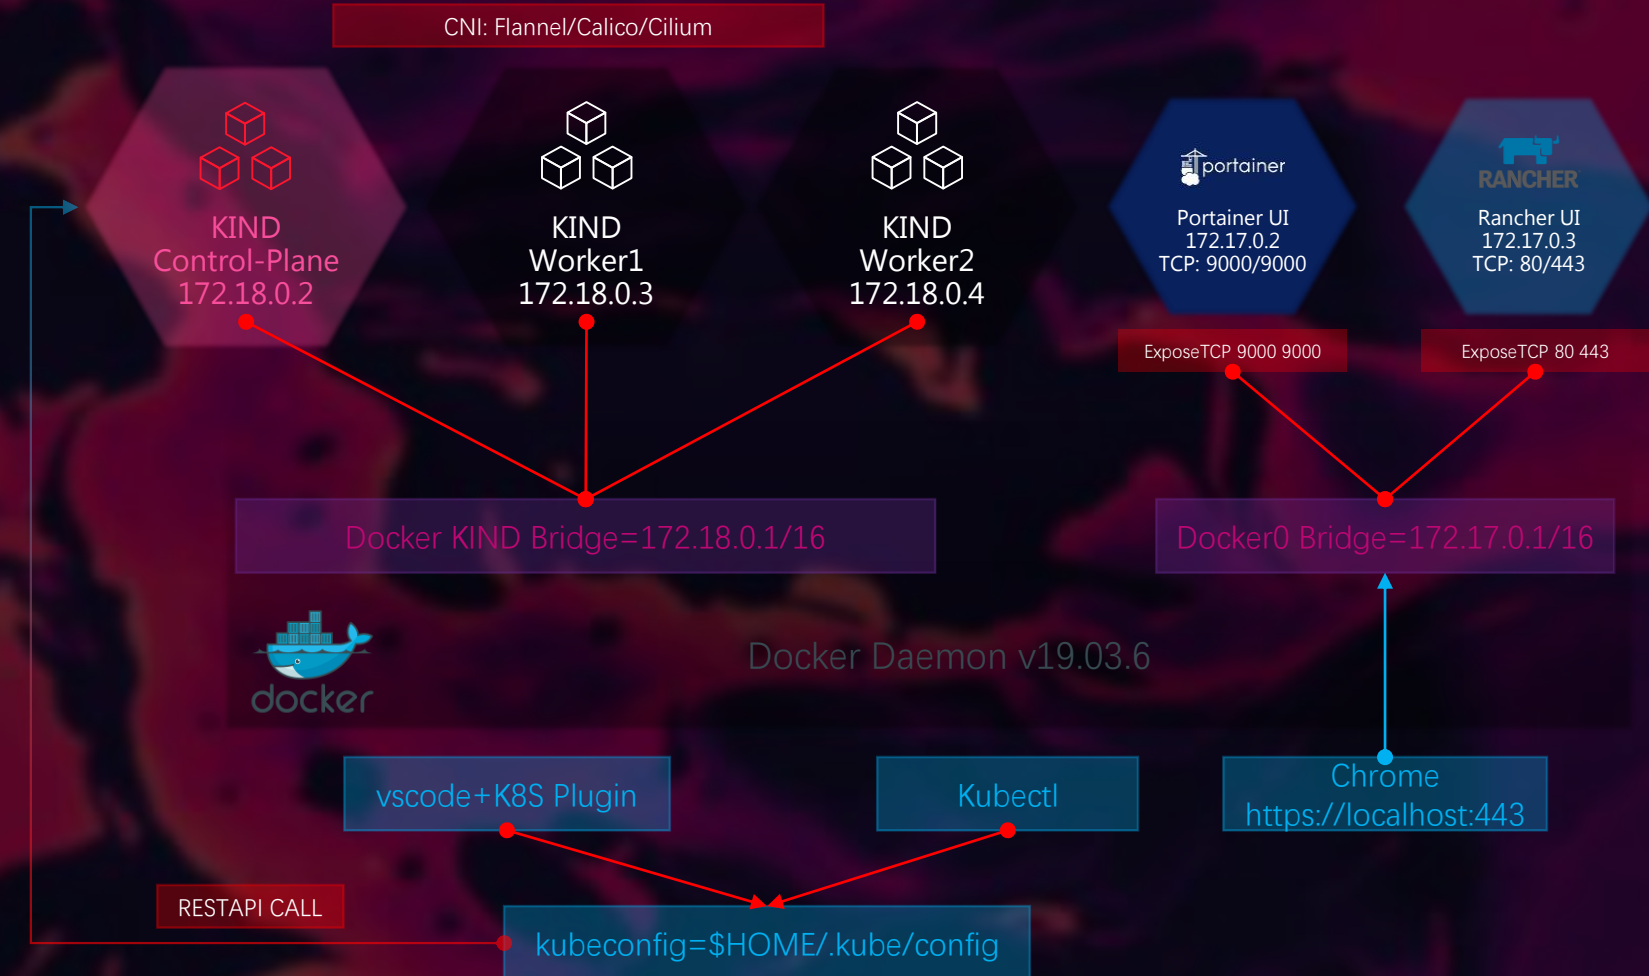 CNI: Flannel/Calico/Cilium
KIND
Control-Plane
172.18.0.2
KIND
Worker1
172.18.0.3
KIND
Worker2
172.18.0.4
portainer
Portainer UI
172.17.0.2
TCP: 9000/9000
RANCHER
Rancher UI
172.17.0.3
TCP: 80/443
ExposeTCP 9000 9000
ExposeTCP 80 443
Docker KIND Bridge=172.18.0.1/16
Docker0 Bridge=172.17.0.1/16
docker
Docker Daemon v19.03.6
vscode+K8S Plugin
Kubectl
Chrome
https://localhost:443
RESTAPI CALL
kubeconfig=$HOME/.kube/config